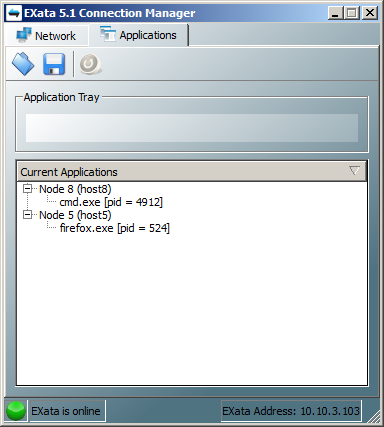 EXata 5.1 Connection Manager
Network
Applications
Application Tray
Current Applications
Node 8 (host8)
cmd.exe [pid = 4912]
Node 5 (host5)
firefox.exe [pid = 524]
EXata is online
EXata Address: 10.10.3.103